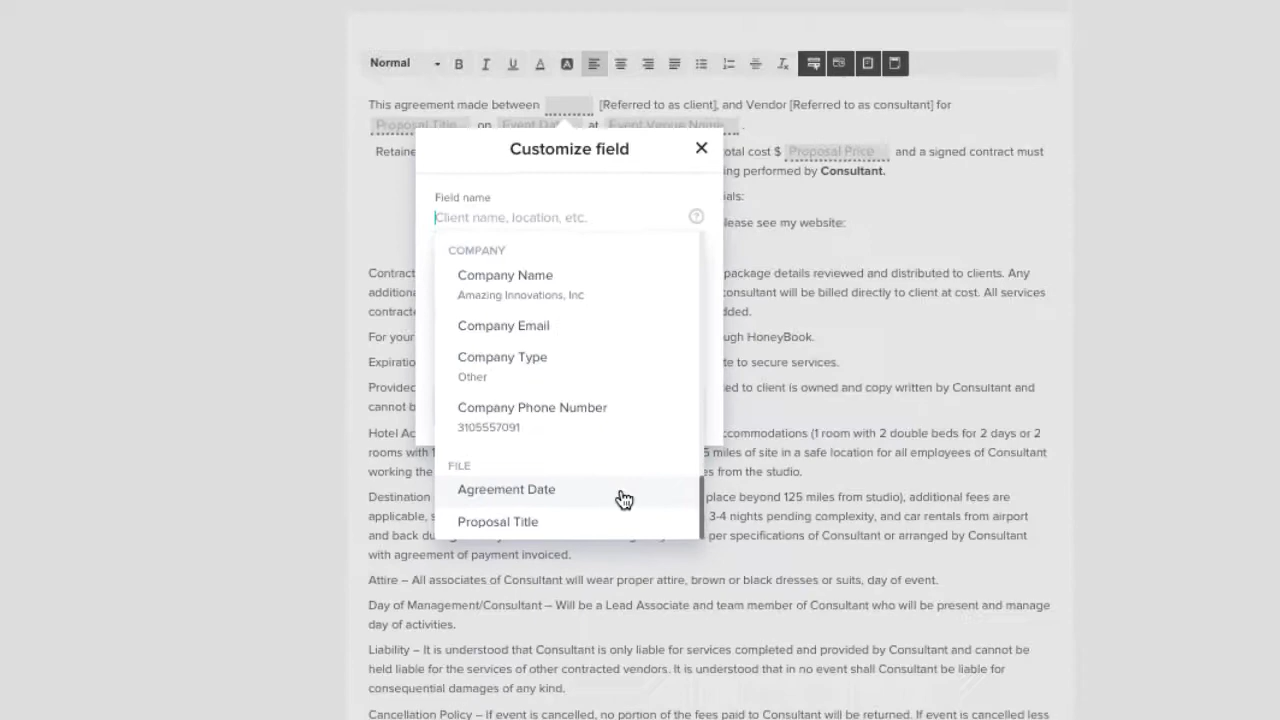 Normal
This agreement made between [Referred to as client], and Vendor [Referred to as consultant] for
Proposal Title on Event Date at Event Venue Name .
Customize field
Retaine otal cost $ Proposal Price and a signed contract must
ng performed by Consultant.
Field name
ials:
Client name, location, etc.
?
lease see my website:
COMPANY
Company Name
Contract package details reviewed and distributed to clients. Any
Amazing Innovations, Inc
additiona consultant will be billed directly to client at cost. All services
contracte dded.
Company Email
For your ugh HoneyBook.
Company Type
Expiratio te to secure services.
Other
Provided ed to client is owned and copy written by Consultant and
cannot b
Company Phone Number
3105557091
Hotel Ac ccommodations (1 room with 2 double beds for 2 days or 2
rooms with 1 5 miles of site in a safe location for all employees of Consultant
FILE
working the es from the studio.
Agreement Date
Destination place beyond 125 miles from studio), additional fees are
applicable, s 3-4 nights pending complexity, and car rentals from airport
Proposal Title
and back du per specifications of Consultant or arranged by Consultant
with agreement of payment invoiced.
Attire – All associates of Consultant will wear proper attire, brown or black dresses or suits, day of event.
Day of Management/Consultant – Will be a Lead Associate and team member of Consultant who will be present and manage
day of activities.
Liability – It is understood that Consultant is only liable for services completed and provided by Consultant and cannot be
held liable for the services of other contracted vendors. It is understood that in no event shall Consultant be liable for
consequential damages of any kind.
Cancellation Policy – If event is cancelled, no portion of the fees paid to Consultant will be returned. If event is cancelled less